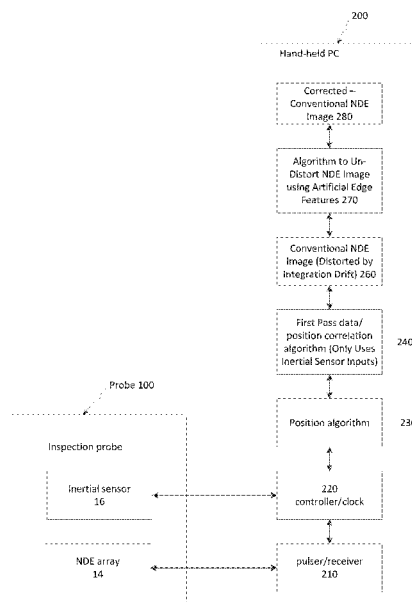 200
Hand-held PC
Corrected –
Conventional NDE
Image 280
Algorithm to Un-
Distort NDE Image
using Artificial Edge
Features 270
Conventional NDE
Image (Distorted by
Integration Drift) 260
First Pass data/
position correlation
algorithm (Only Uses
Inertial Sensor Inputs)
240
Probe 100
Position algorithm
230
Inspection probe
Inertial sensor
16
220
controller/clock
NDE array
14
pulser/receiver
210